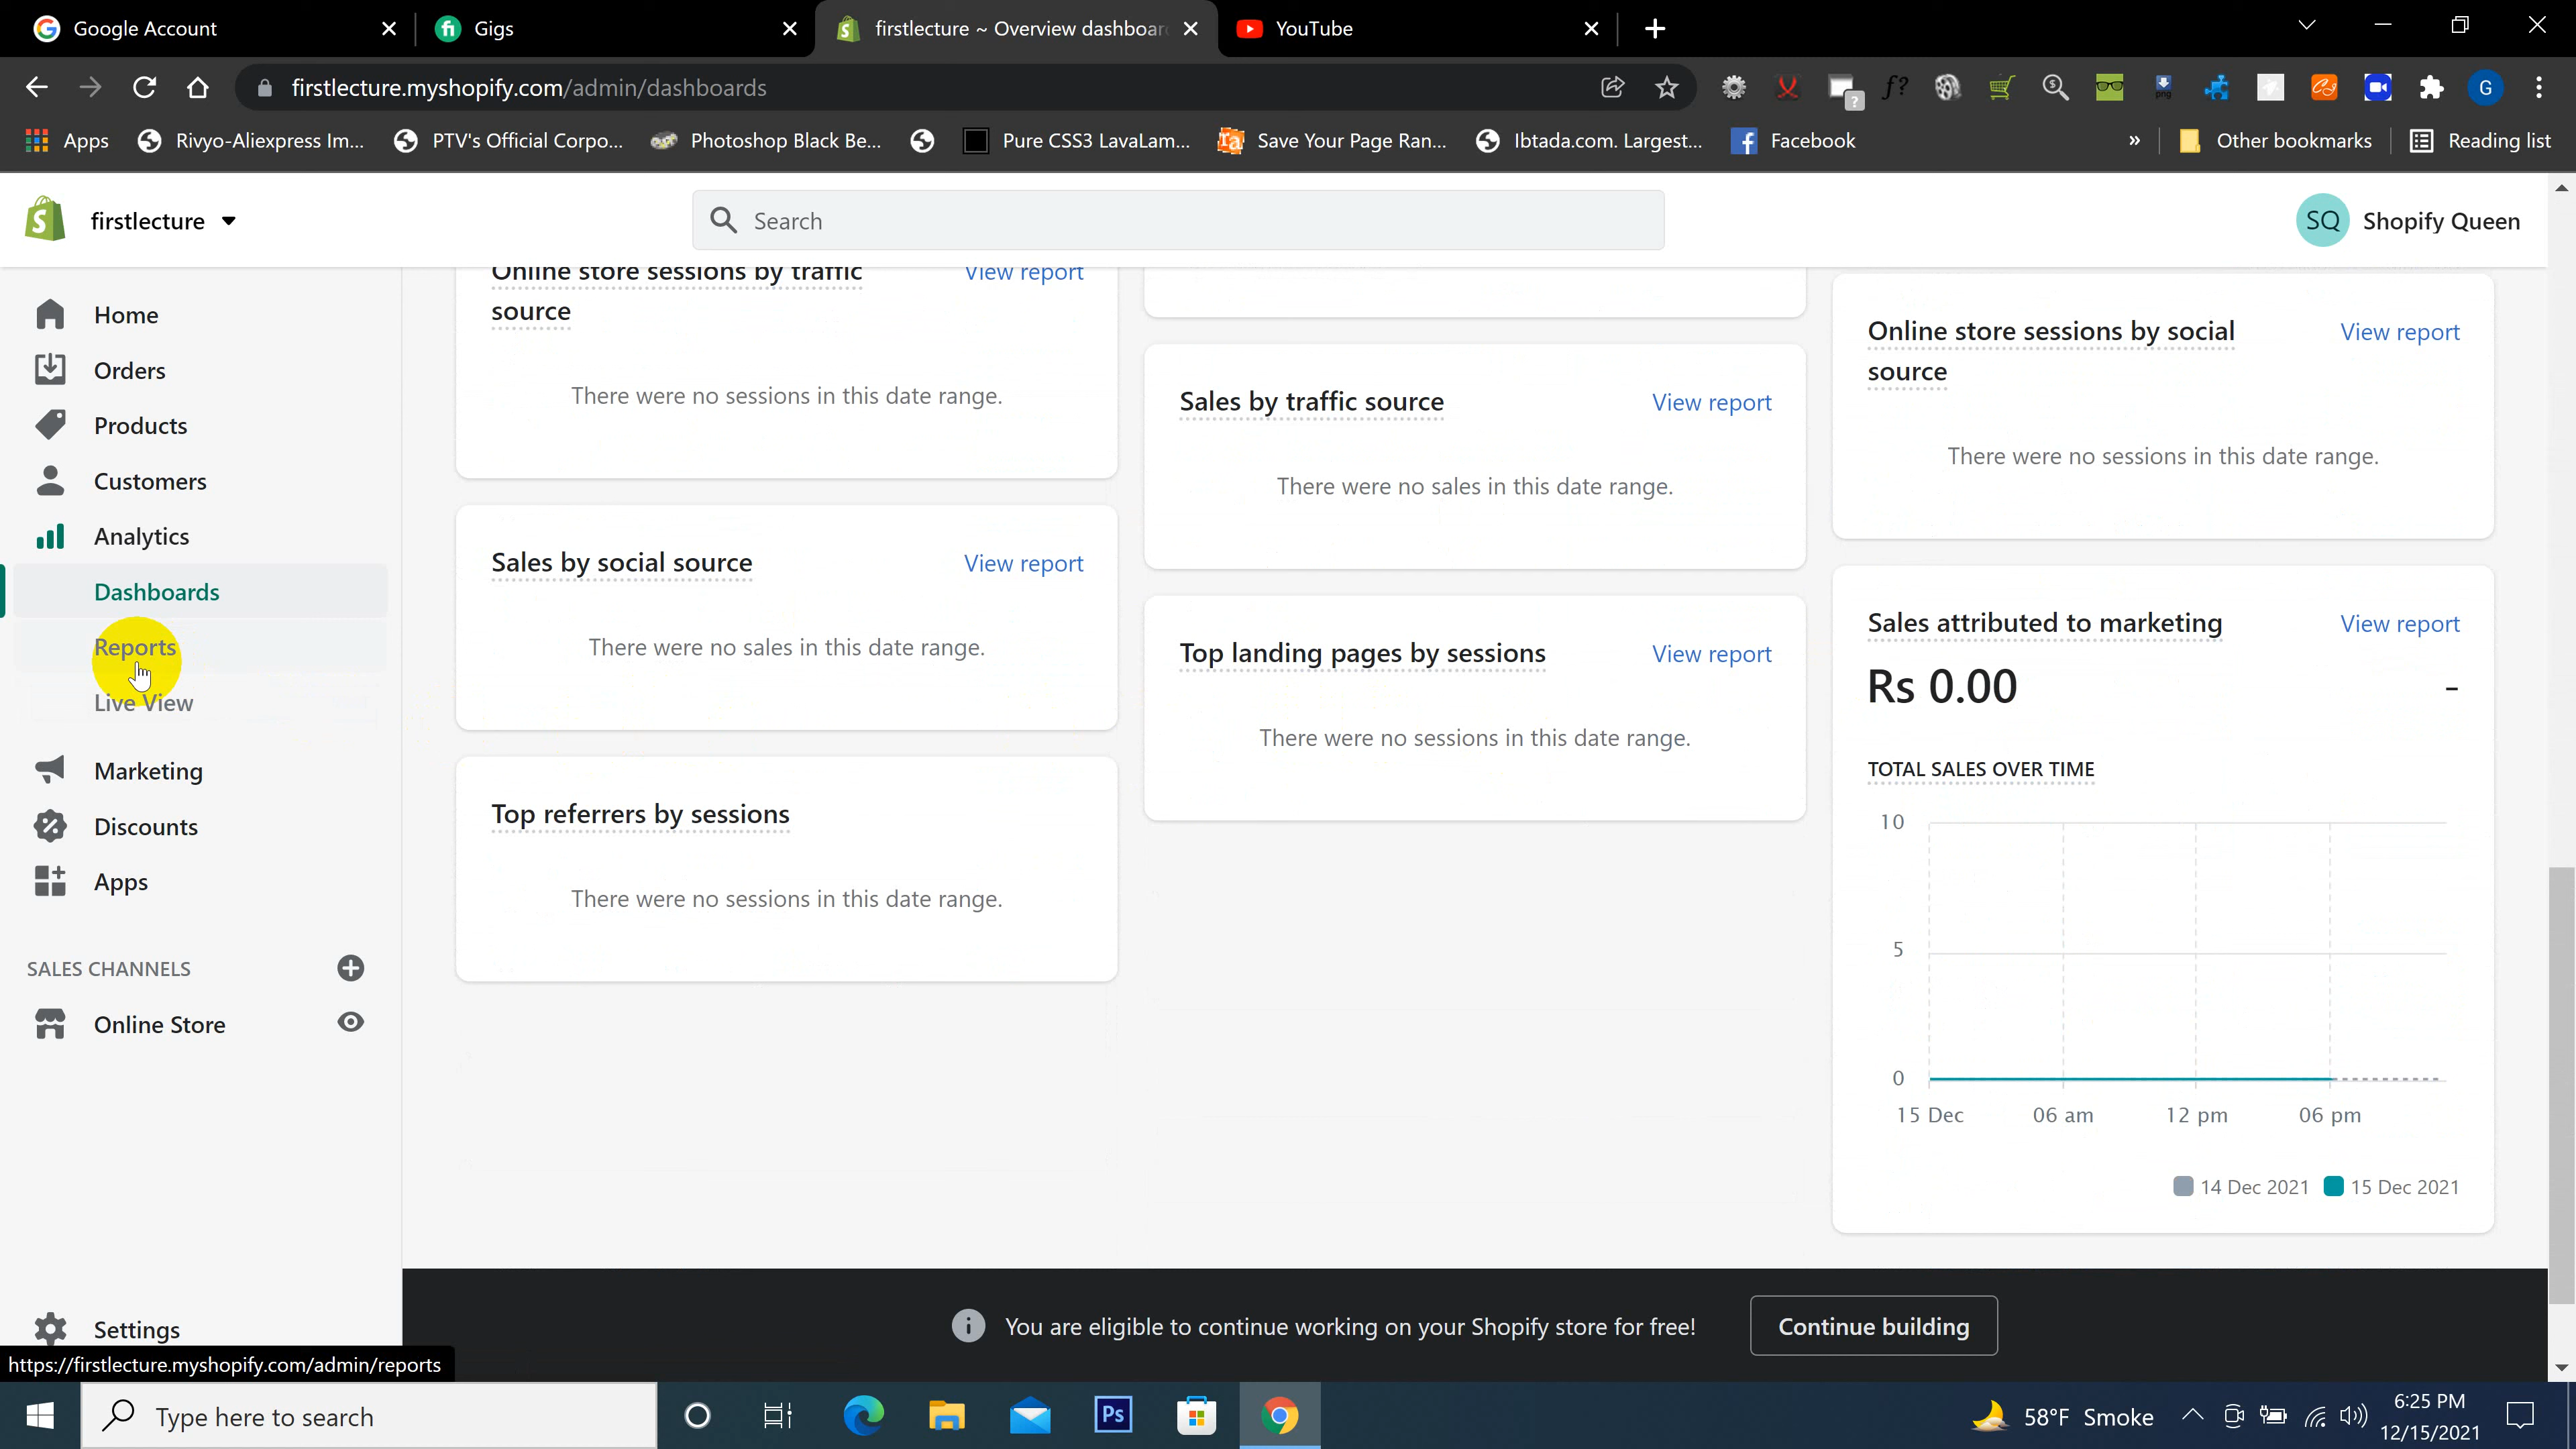 Google Account
Gigs
firstlecture ~ Overview dashboar
YouTube
firstlecture.myshopify.com/admin/dashboards
Apps
Rivyo-Aliexpress Im...
PTV's Official Corpo...
Photoshop Black Be...
Pure CSS3 LavaLam...
Save Your Page Ran...
Ibtada.com. Largest...
Facebook
Other bookmarks
Reading list
firstlecture
Search
SQ Shopify Queen
Home
Orders
Products
Customers
Analytics
Dashboards
Reports
Live View
Marketing
Discounts
Apps
SALES CHANNELS
Online Store
Settings
https://firstlecture.myshopify.com/admin/reports
Online store sessions by traffic
source
View report
There were no sessions in this date range.
Sales by social source
View report
There were no sales in this date range.
Top referrers by sessions
There were no sessions in this date range.
Sales by traffic source
View report
There were no sales in this date range.
Top landing pages by sessions
View report
There were no sessions in this date range.
Online store sessions by social
source
View report
There were no sessions in this date range.
Sales attributed to marketing
View report
Rs 0.00
-
TOTAL SALES OVER TIME
10
5
0
15 Dec 06 am 12 pm 06 pm
14 Dec 2021 15 Dec 2021
You are eligible to continue working on your Shopify store for free!
Continue building
Type here to search
Ps
58°F Smoke
6:25 PM
12/15/2021